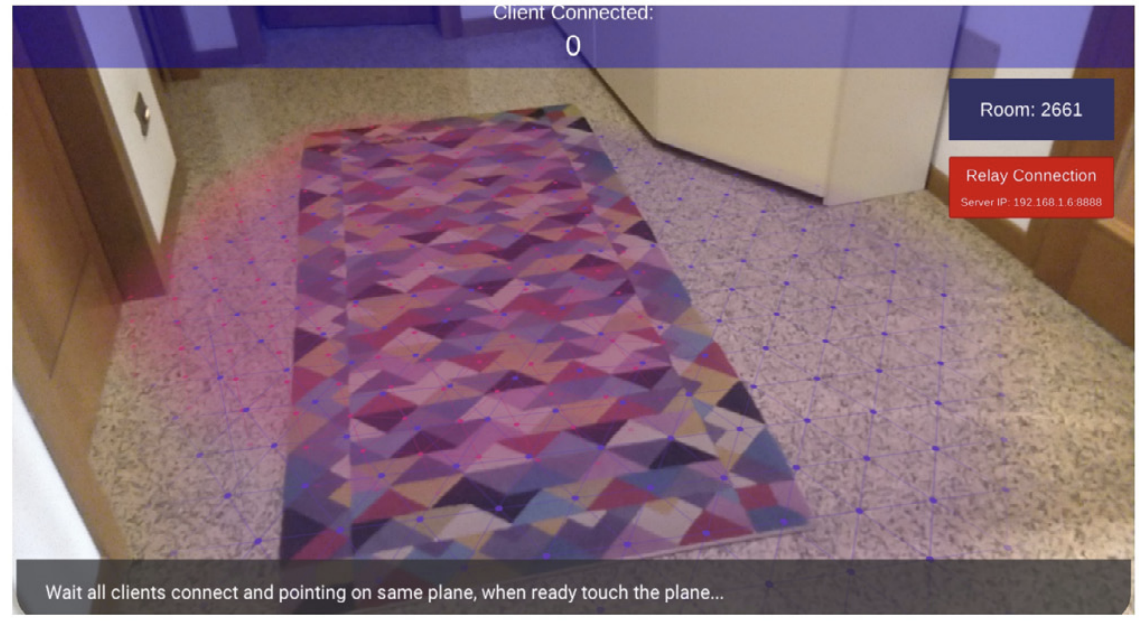 Client Connected:
0
Room: 2661
Relay Connection
Server IP: 192.168.1.6:8888
Wait all clients connect and pointing on same plane, when ready touch the plane...